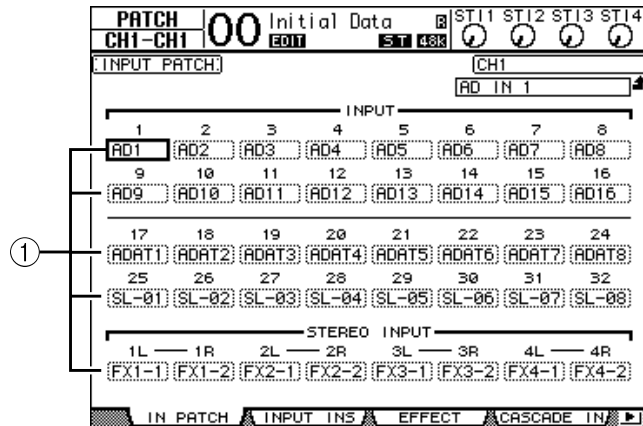 PATCH 00 Initial Data R ST11 ST12 ST13 ST14
CH1-CH1 EDIT ST 48K
INPUT PATCH CH1
AD IN 1
INPUT
1 2 3 4 5 6 7 8
AD1 AD2 AD3 AD4 AD5 AD6 AD7 AD8
9 10 11 12 13 14 15 16
AD9 AD10 AD11 AD12 AD13 AD14 AD15 AD16
1
17 18 19 20 21 22 23 24
ADAT1 ADAT2 ADAT3 ADAT4 ADAT5 ADAT6 ADAT7 ADAT8
25 26 27 28 29 30 31 32
SL-01 SL-02 SL-03 SL-04 SL-05 SL-06 SL-07 SL-08
STEREO INPUT
1L — 1R 2L — 2R 3L — 3R 4L — 4R
FX1-1 FX1-2 FX2-1 FX2-2 FX3-1 FX3-2 FX4-1 FX4-2
IN PATCH INPUT INS EFFECT CASCADE IN